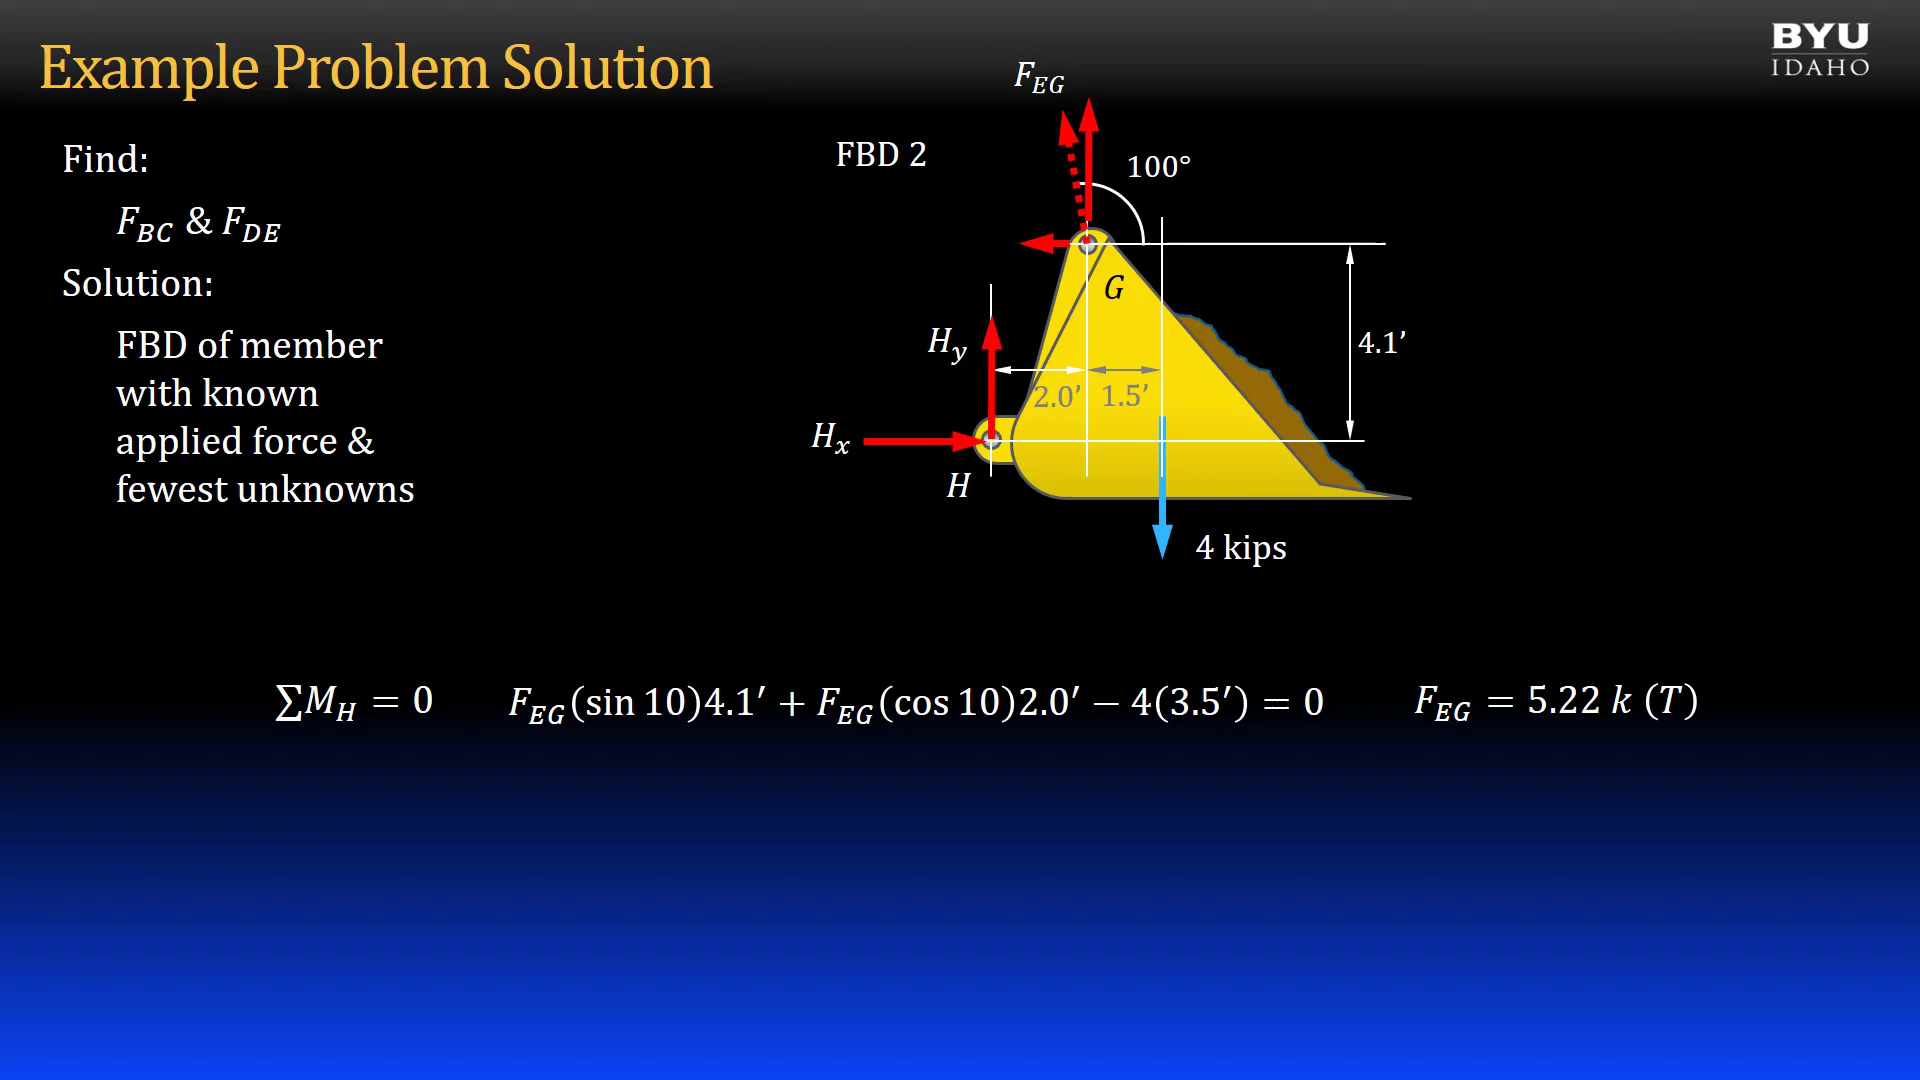 Example Problem Solution
BYU
IDAHO
Find:
F_BC & F_DE
Solution:
FBD of member
with known
applied force &
fewest unknowns
FBD 2
F_EG
100°
G
4.1’
H_y
2.0’
1.5’
H_x
H
4 kips
∑M_H = 0
F_EG(sin 10)4.1′ + F_EG(cos 10)2.0′ − 4(3.5′) = 0
F_EG = 5.22 k (T)